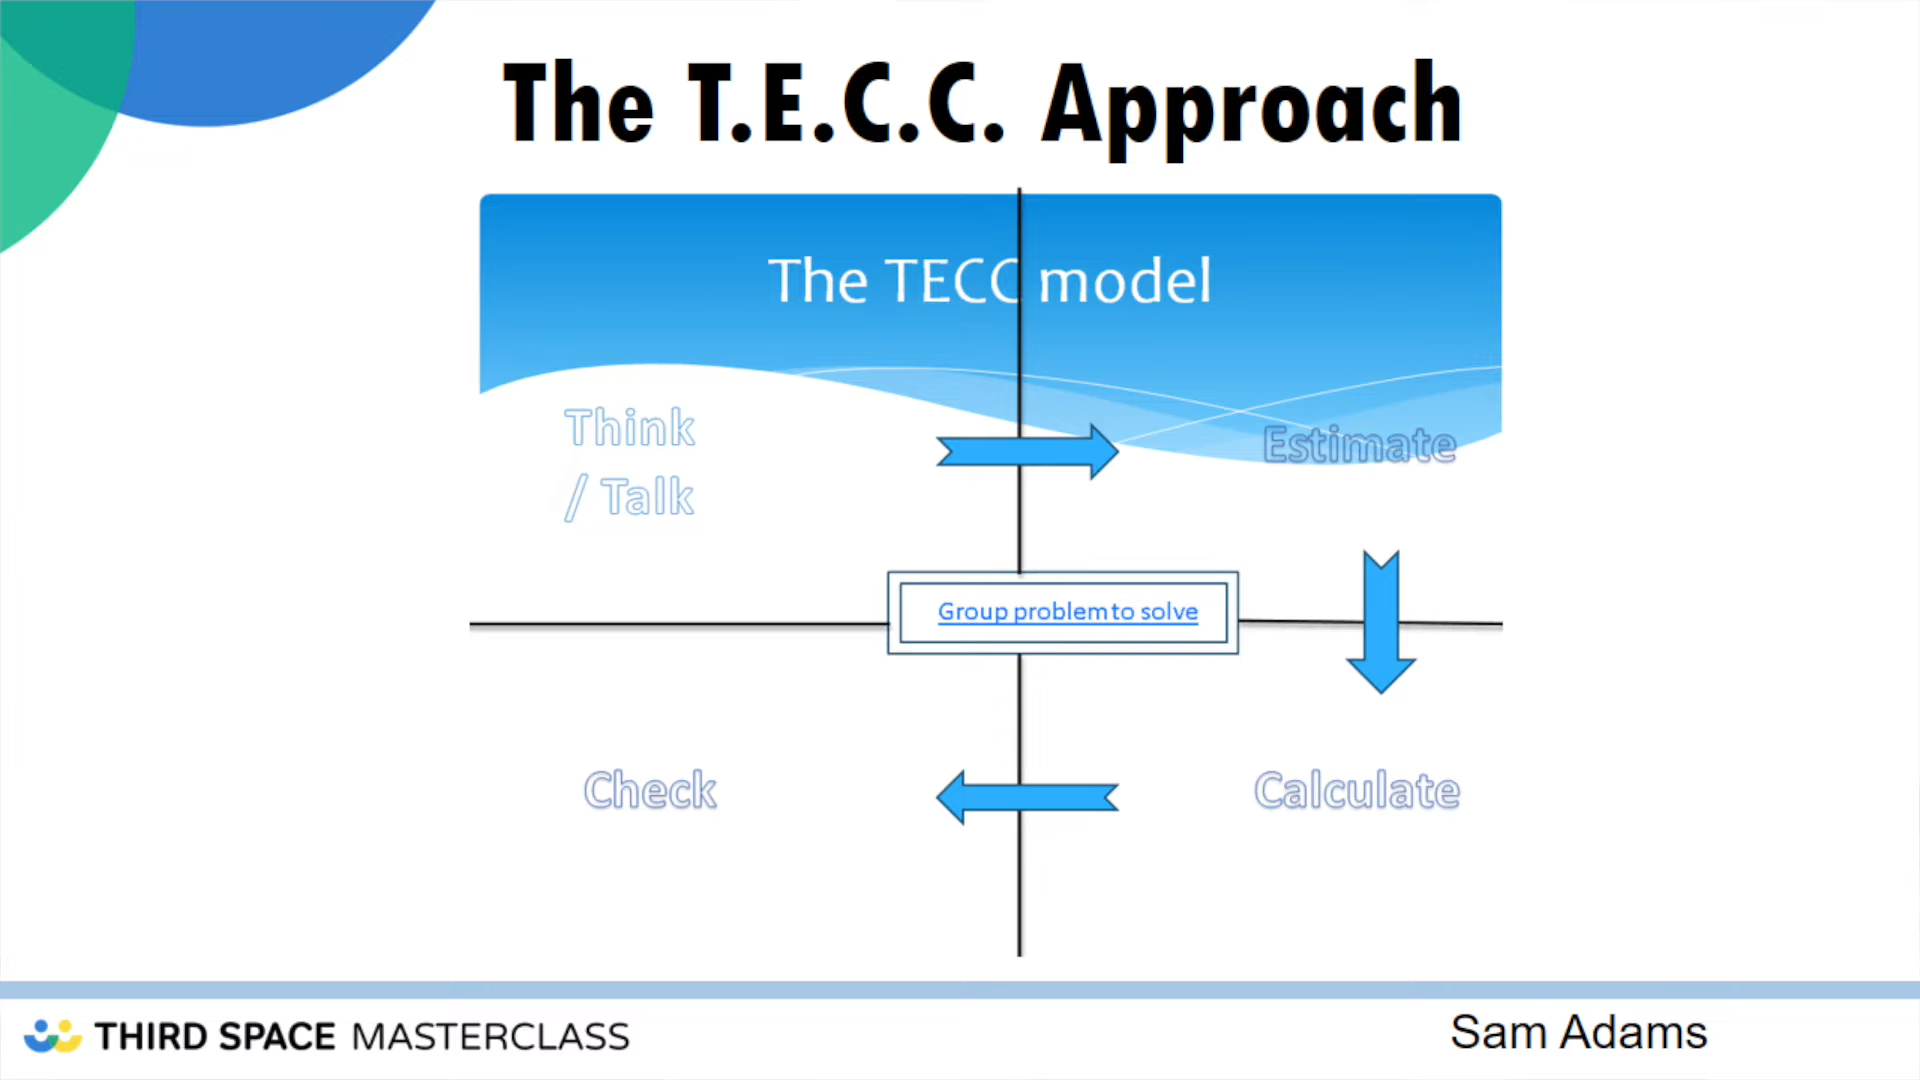 The T.E.C.C. Approach
The TECC model
Think
/ Talk
Estimate
Group problem to solve
Check
Calculate
THIRD SPACE MASTERCLASS
Sam Adams